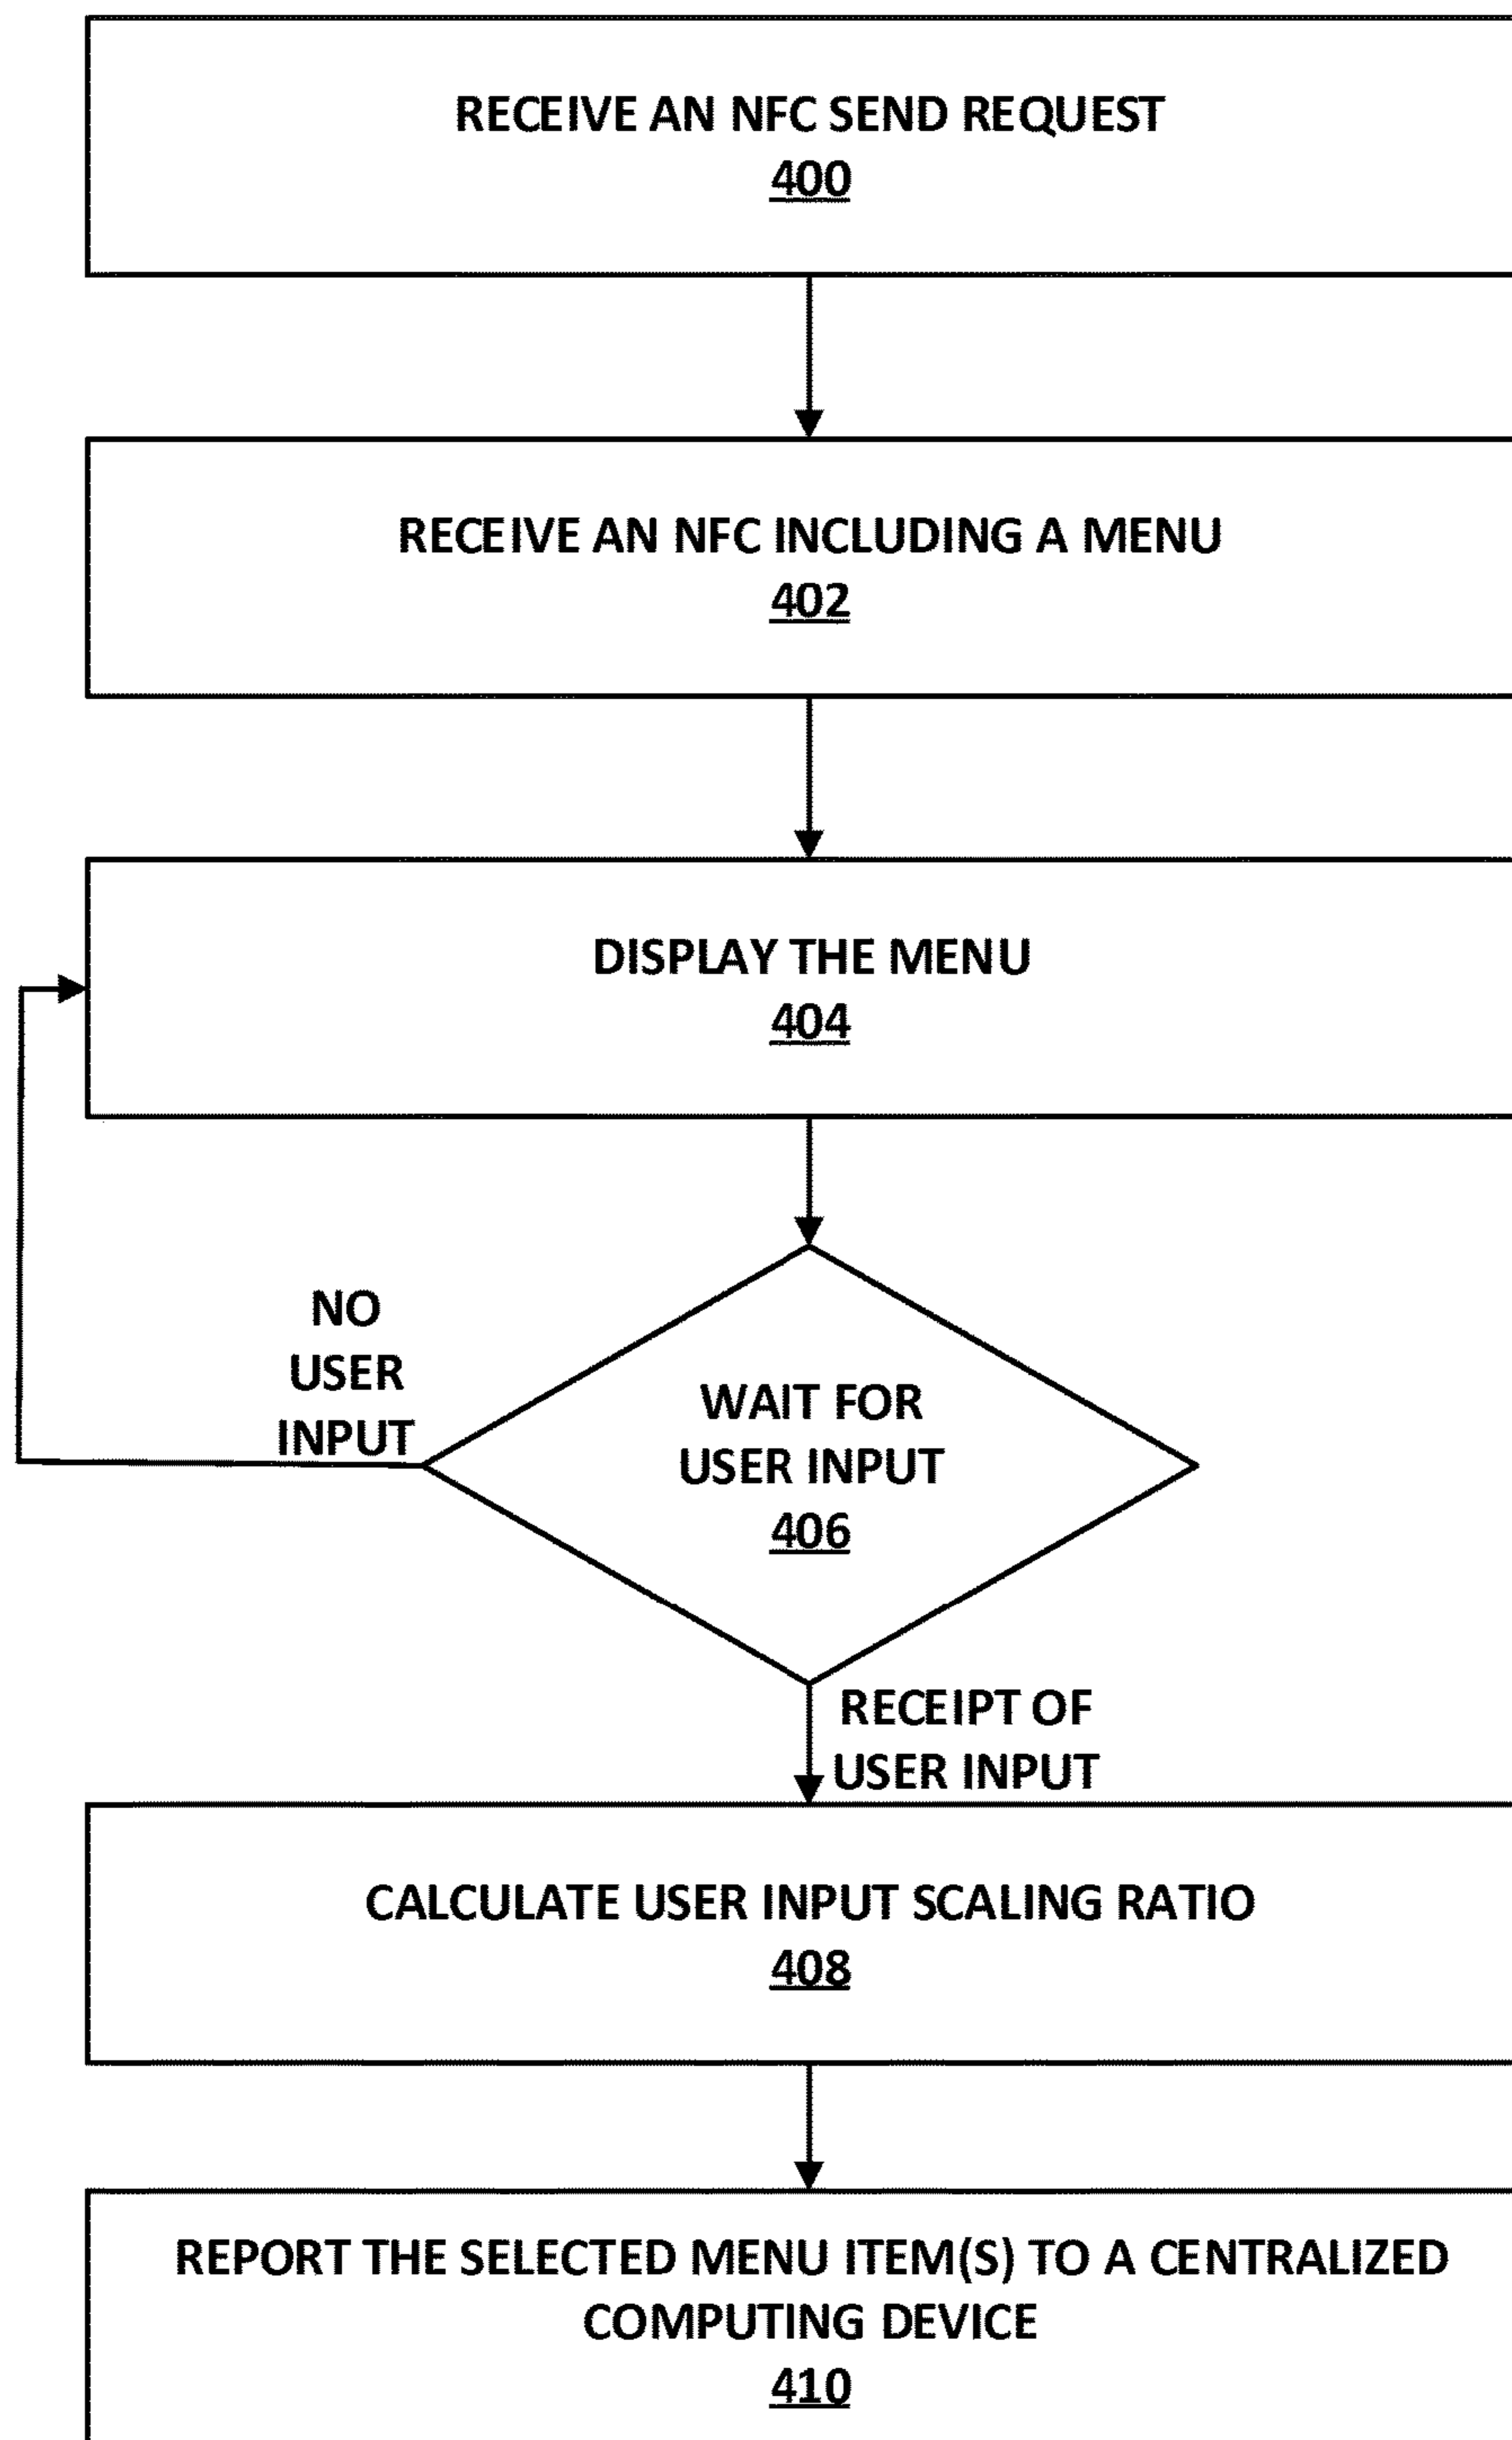 RECEIVE AN NFC SEND REQUEST
400
RECEIVE AN NFC INCLUDING A MENU
402
DISPLAY THE MENU
404
NO
USER
INPUT
WAIT FOR
USER INPUT
406
RECEIPT OF
USER INPUT
CALCULATE USER INPUT SCALING RATIO
408
REPORT THE SELECTED MENU ITEM(S) TO A CENTRALIZED
COMPUTING DEVICE
410